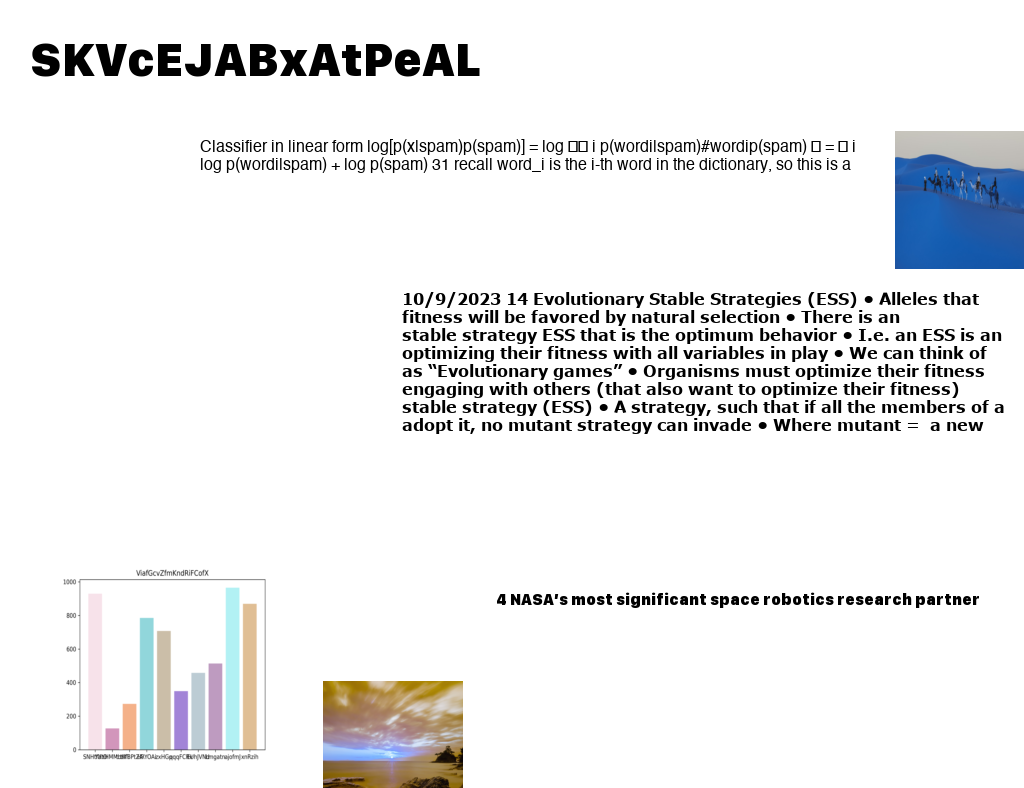 SKVcEJABxAtPeAL
Classifier in linear form log[p(x|spam)p(spam)] = log □□ i p(wordi|spam)#wordip(spam) □ = □ i
log p(wordi|spam) + log p(spam) 31 recall word_i is the i-th word in the dictionary, so this is a
10/9/2023 14 Evolutionary Stable Strategies (ESS) ● Alleles that
fitness will be favored by natural selection ● There is an
stable strategy ESS that is the optimum behavior ● I.e. an ESS is an
optimizing their fitness with all variables in play ● We can think of
as “Evolutionary games” ● Organisms must optimize their fitness
engaging with others (that also want to optimize their fitness)
stable strategy (ESS) ● A strategy, such that if all the members of a
adopt it, no mutant strategy can invade ● Where mutant = a new
ViafGcvZfmKndRiFCofX
1000
800
600
400
200
0
4 NASA’s most significant space robotics research partner